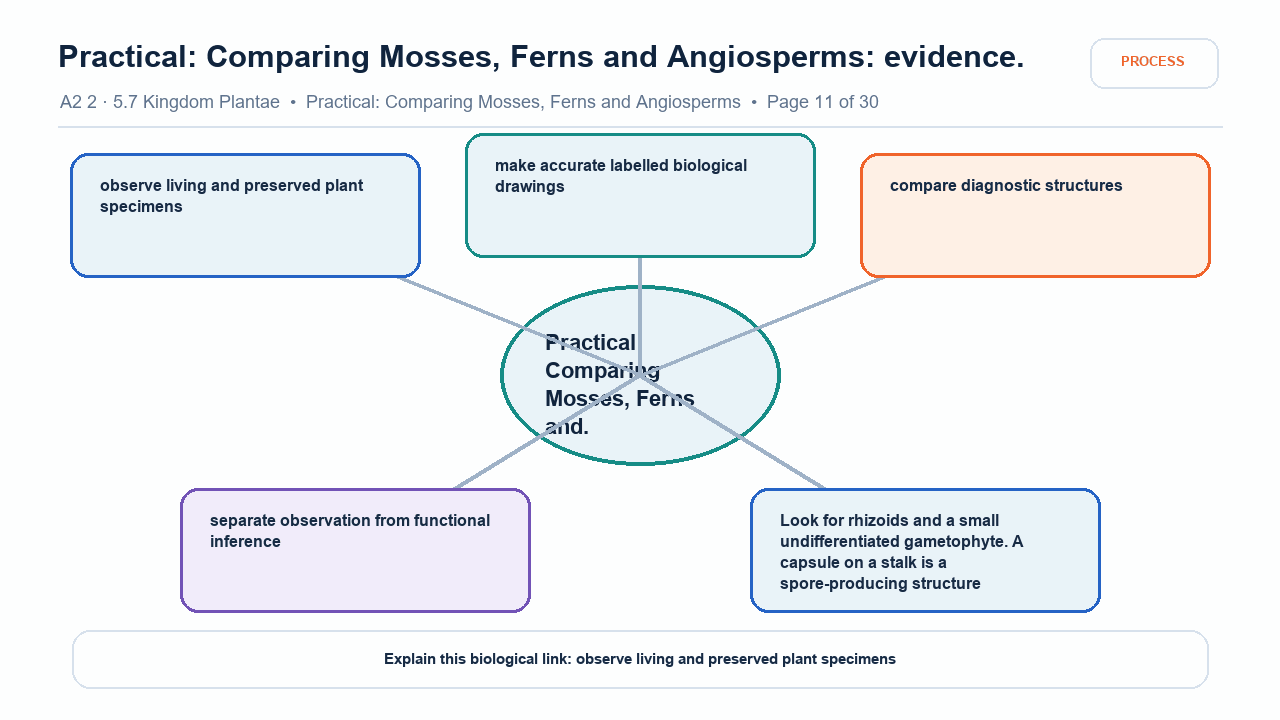 Practical: Comparing Mosses, Ferns and Angiosperms: evidence.
PROCESS
A2 2 · 5.7 Kingdom Plantae • Practical: Comparing Mosses, Ferns and Angiosperms • Page 11 of 30
observe living and preserved plant
specimens
make accurate labelled biological
drawings
compare diagnostic structures
Practical
Comparing
Mosses, Ferns
and.
separate observation from functional
inference
Look for rhizoids and a small
undifferentiated gametophyte. A
capsule on a stalk is a
spore-producing structure
Explain this biological link: observe living and preserved plant specimens